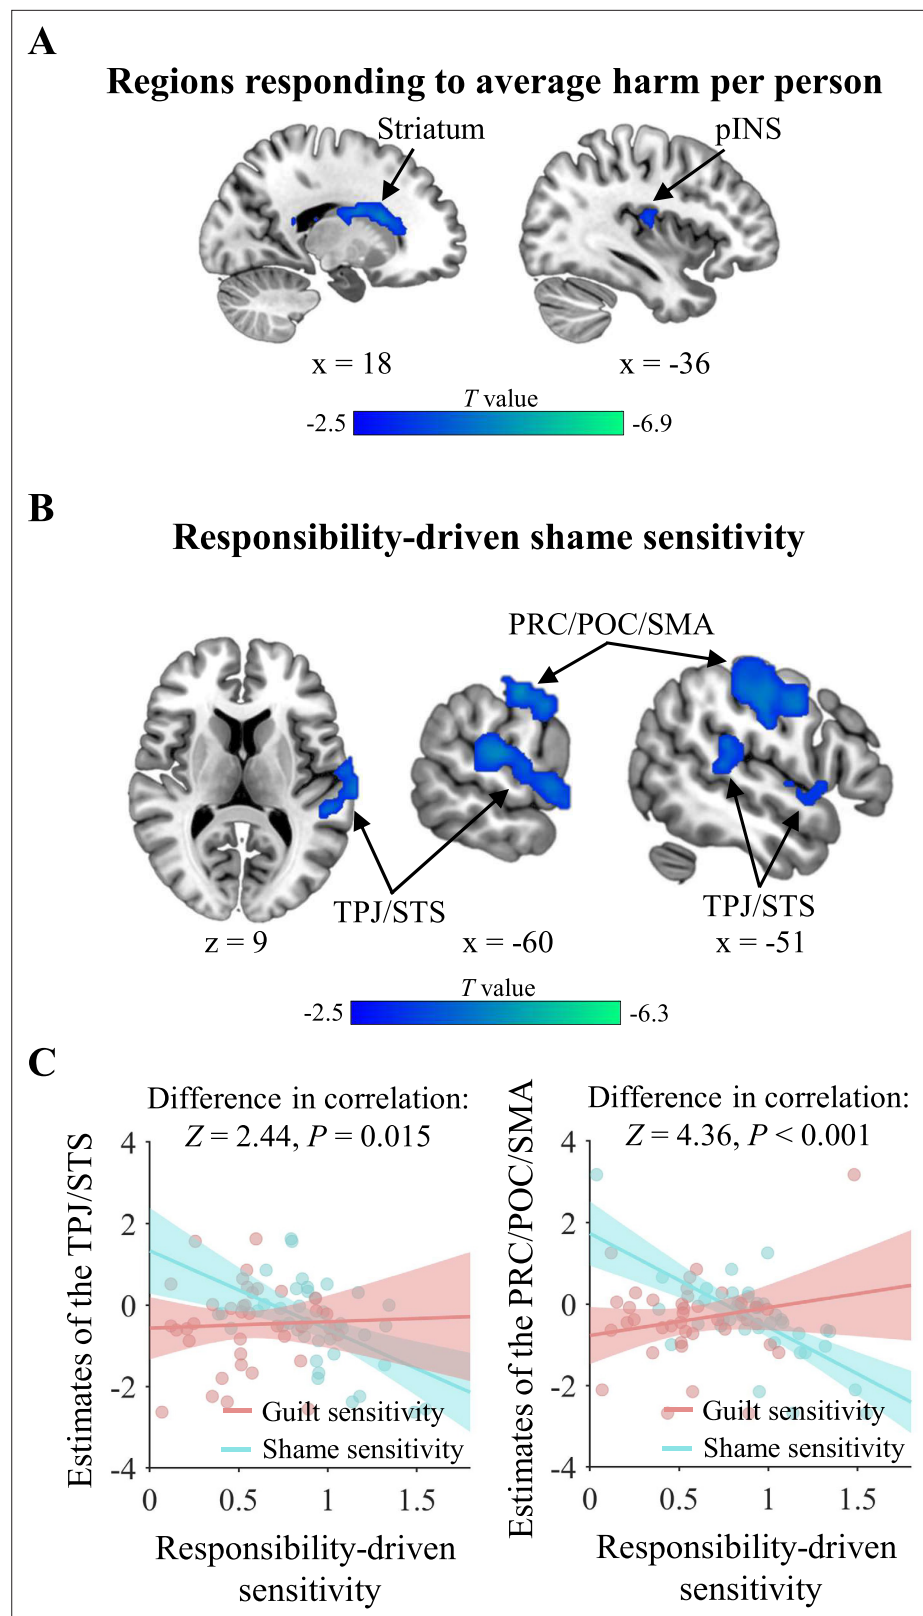 A
Regions responding to average harm per person
Striatum
pINS
x = 18
x = -36
T value
-2.5
-6.9
B
Responsibility-driven shame sensitivity
PRC/POC/SMA
TPJ/STS
TPJ/STS
z = 9
x = -60
x = -51
T value
-2.5
-6.3
C
Difference in correlation:
Z = 2.44, P = 0.015
Estimates of the TPJ/STS
4
2
0
-2
-4
Guilt sensitivity
Shame sensitivity
0
0.5
1
1.5
Responsibility-driven
sensitivity
Difference in correlation:
Z = 4.36, P < 0.001
Estimates of the PRC/POC/SMA
4
2
0
-2
-4
Guilt sensitivity
Shame sensitivity
0
0.5
1
1.5
Responsibility-driven
sensitivity